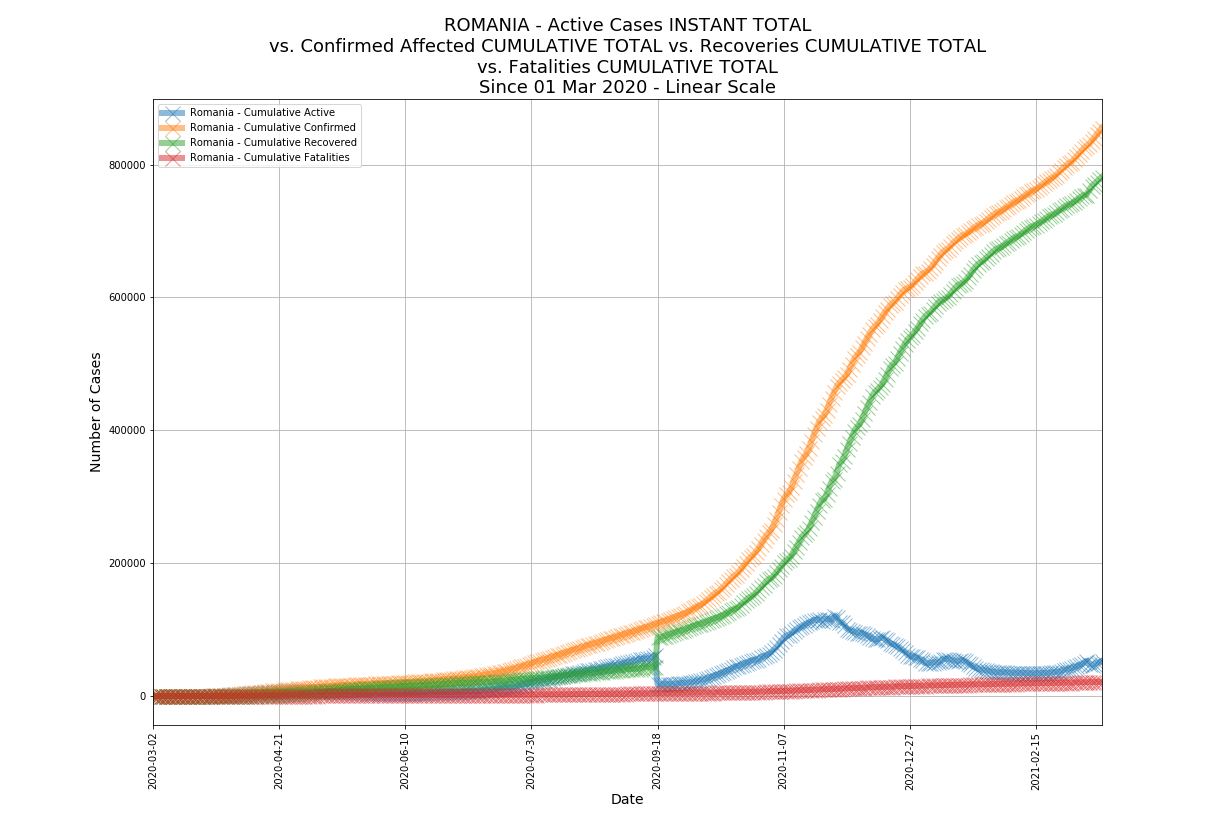 ROMANIA - Active Cases INSTANT TOTAL
vs. Confirmed Affected CUMULATIVE TOTAL vs. Recoveries CUMULATIVE TOTAL
vs. Fatalities CUMULATIVE TOTAL
Since 01 Mar 2020 - Linear Scale
Romania - Cumulative Active
Romania - Cumulative Confirmed
Romania - Cumulative Recovered
Romania - Cumulative Fatalities
Number of Cases
800000
600000
400000
200000
0
2020-03-02
2020-04-21
2020-06-10
2020-07-30
2020-09-18
2020-11-07
2020-12-27
2021-02-15
Date